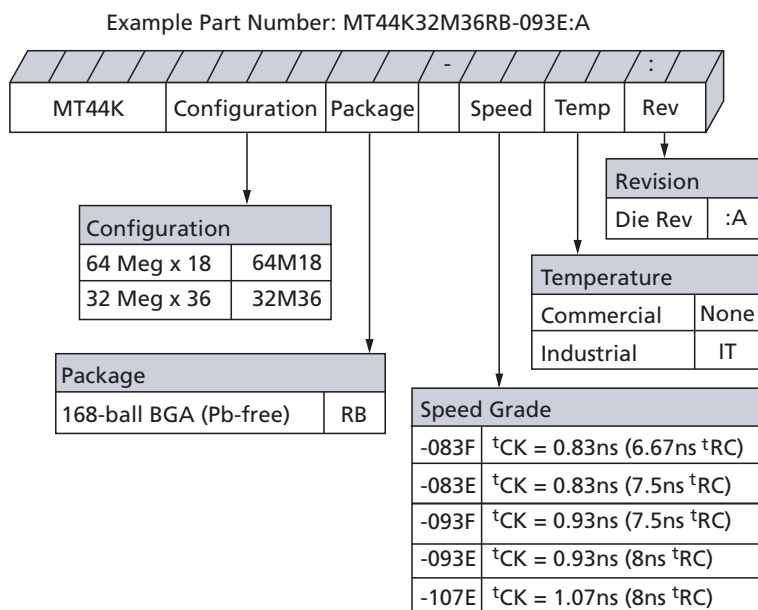 Example Part Number: MT44K32M36RB-093E:A
- :
MT44K Configuration Package Speed Temp Rev
Revision
Die Rev :A
Configuration
64 Meg x 18 64M18
32 Meg x 36 32M36
Temperature
Commercial None
Industrial IT
Package
168-ball BGA (Pb-free) RB
Speed Grade
-083F ᵗCK = 0.83ns (6.67ns ᵗRC)
-083E ᵗCK = 0.83ns (7.5ns ᵗRC)
-093F ᵗCK = 0.93ns (7.5ns ᵗRC)
-093E ᵗCK = 0.93ns (8ns ᵗRC)
-107E ᵗCK = 1.07ns (8ns ᵗRC)